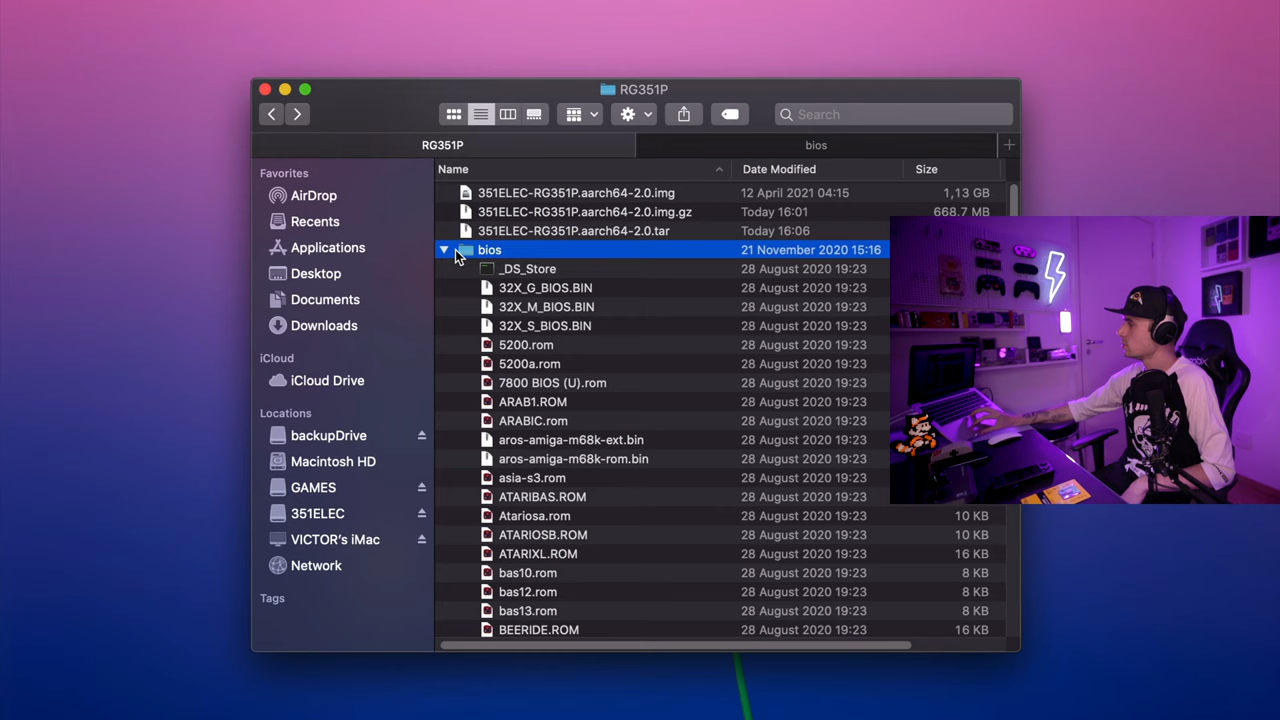 RG351P
Search
RG351P
bios
Favorites
AirDrop
Recents
Applications
Desktop
Documents
Downloads
iCloud
iCloud Drive
Locations
backupDrive
Macintosh HD
GAMES
351ELEC
VICTOR's iMac
Network
Tags
Name Date Modified Size
351ELEC-RG351P.aarch64-2.0.img 12 April 2021 04:15 1,13 GB
351ELEC-RG351P.aarch64-2.0.img.gz Today 16:01 668.7 MB
351ELEC-RG351P.aarch64-2.0.tar Today 16:06
bios 21 November 2020 15:16
_DS_Store 28 August 2020 19:23
32X_G_BIOS.BIN 28 August 2020 19:23
32X_M_BIOS.BIN 28 August 2020 19:23
32X_S_BIOS.BIN 28 August 2020 19:23
5200.rom 28 August 2020 19:23
5200a.rom 28 August 2020 19:23
7800 BIOS (U).rom 28 August 2020 19:23
ARAB1.ROM 28 August 2020 19:23
ARABIC.rom 28 August 2020 19:23
aros-amiga-m68k-ext.bin 28 August 2020 19:23
aros-amiga-m68k-rom.bin 28 August 2020 19:23
asia-s3.rom 28 August 2020 19:23
ATARIBAS.ROM 28 August 2020 19:23
Atariosa.rom 28 August 2020 19:23 10 KB
ATARIOSB.ROM 28 August 2020 19:23 10 KB
ATARIXL.ROM 28 August 2020 19:23 16 KB
bas10.rom 28 August 2020 19:23 8 KB
bas12.rom 28 August 2020 19:23 8 KB
bas13.rom 28 August 2020 19:23 8 KB
BEERIDE.ROM 28 August 2020 19:23 16 KB